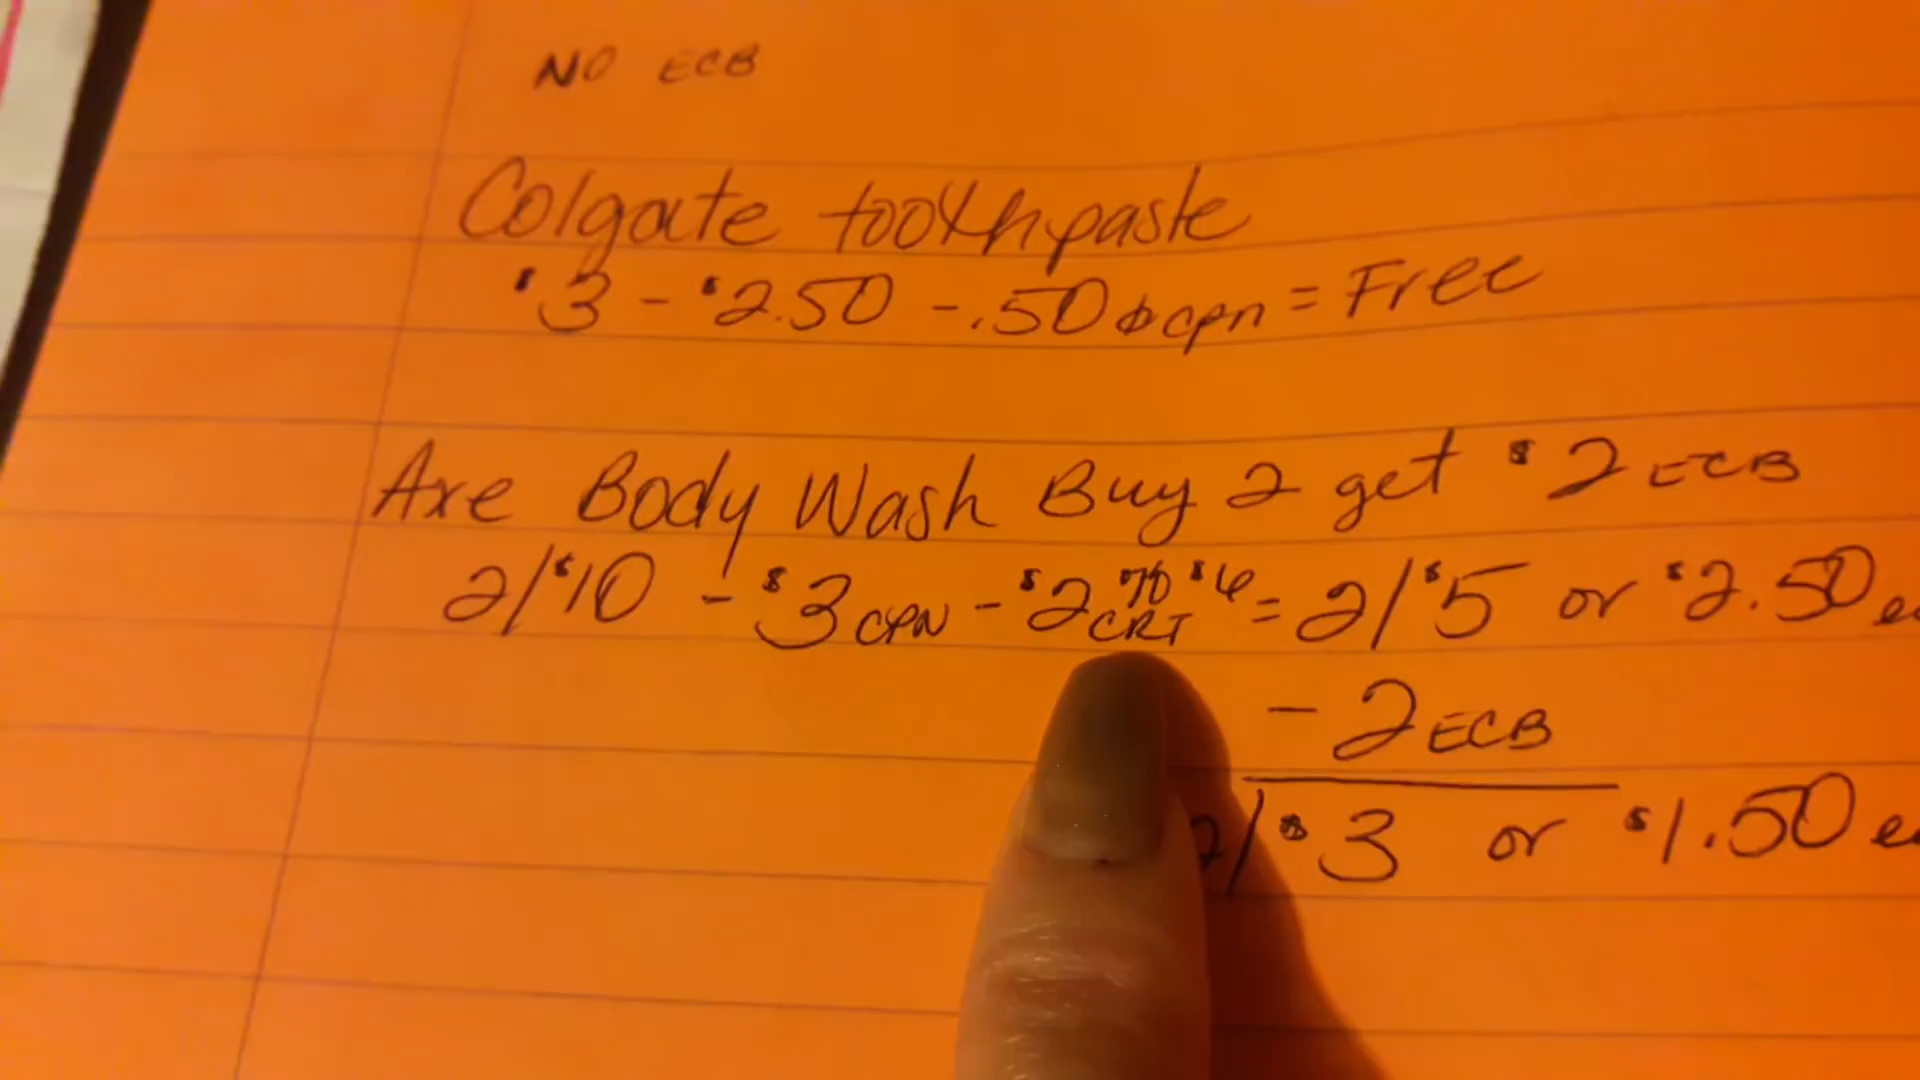 NO ECB
Colgate toothpaste
$3 - $2.50 - .50¢ cpn = Free
Axe Body Wash Buy 2 get $2 ECB
2/$10 - $3 CPN - $2 CRT $6 = 2/$5 or $2.50
- 2 ECB
2/$3 or $1.50